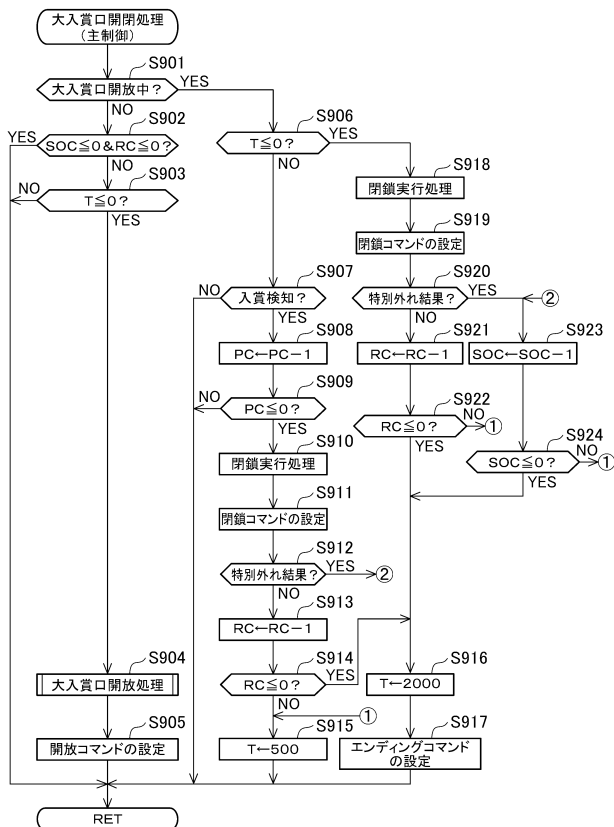 大入賞口開閉処理
(主制御)
S901
大入賞口開放中?
YES
NO
S902
YES
SOC≦0&RC≦0?
NO
S903
NO
T≦0?
YES
S906
T≦0?
YES
NO
S918
閉鎖実行処理
S919
閉鎖コマンドの設定
S907
NO
入賞検知?
YES
S920
特別外れ結果?
YES
②
NO
S908
PC←PC-1
S921
RC←RC-1
S923
SOC←SOC-1
S909
NO
PC≦0?
YES
S922
RC≦0?
NO
①
YES
S924
SOC≦0?
NO
①
YES
S910
閉鎖実行処理
S911
閉鎖コマンドの設定
S912
特別外れ結果?
YES
②
NO
S913
RC←RC-1
S914
RC≦0?
YES
NO
①
S904
大入賞口開放処理
S916
T←2000
S905
開放コマンドの設定
S915
T←500
S917
エンディングコマンド
の設定
RET